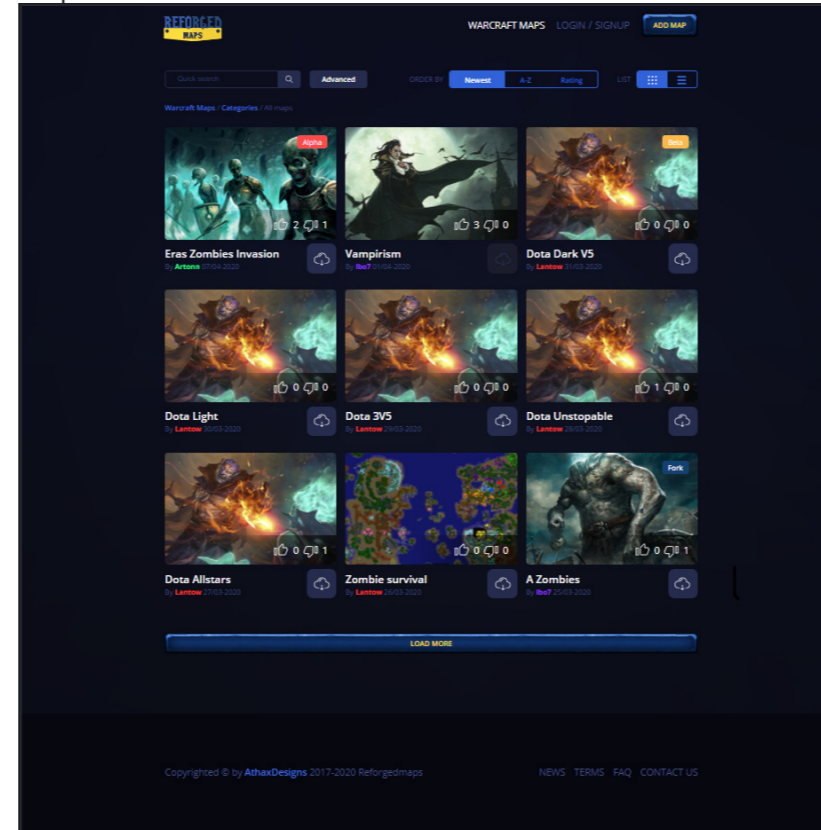 REFORGED
MAPS
WARCRAFT MAPS LOGIN / SIGNUP ADD MAP
Quick search Advanced ORDER BY Newest A-Z Rating LIST
Warcraft Maps / Categories / All maps
Alpha Beta
2 1 3 0 0 0
Eras Zombies Invasion Vampirism Dota Dark V5
By Artonn 07/04-2020 By Ibo7 01/04-2020 By Lantow 31/03-2020
0 0 0 0 1 0
Dota Light Dota 3V5 Dota Unstopable
By Lantow 30/03-2020 By Lantow 29/03-2020 By Lantow 28/03-2020
Fork
0 1 0 0 0 1
Dota Allstars Zombie survival A Zombies
By Lantow 27/03-2020 By Lantow 26/03-2020 By Ibo7 25/03-2020
LOAD MORE
Copyrighted © by AthaxDesigns 2017-2020 Reforgedmaps NEWS TERMS FAQ CONTACT US